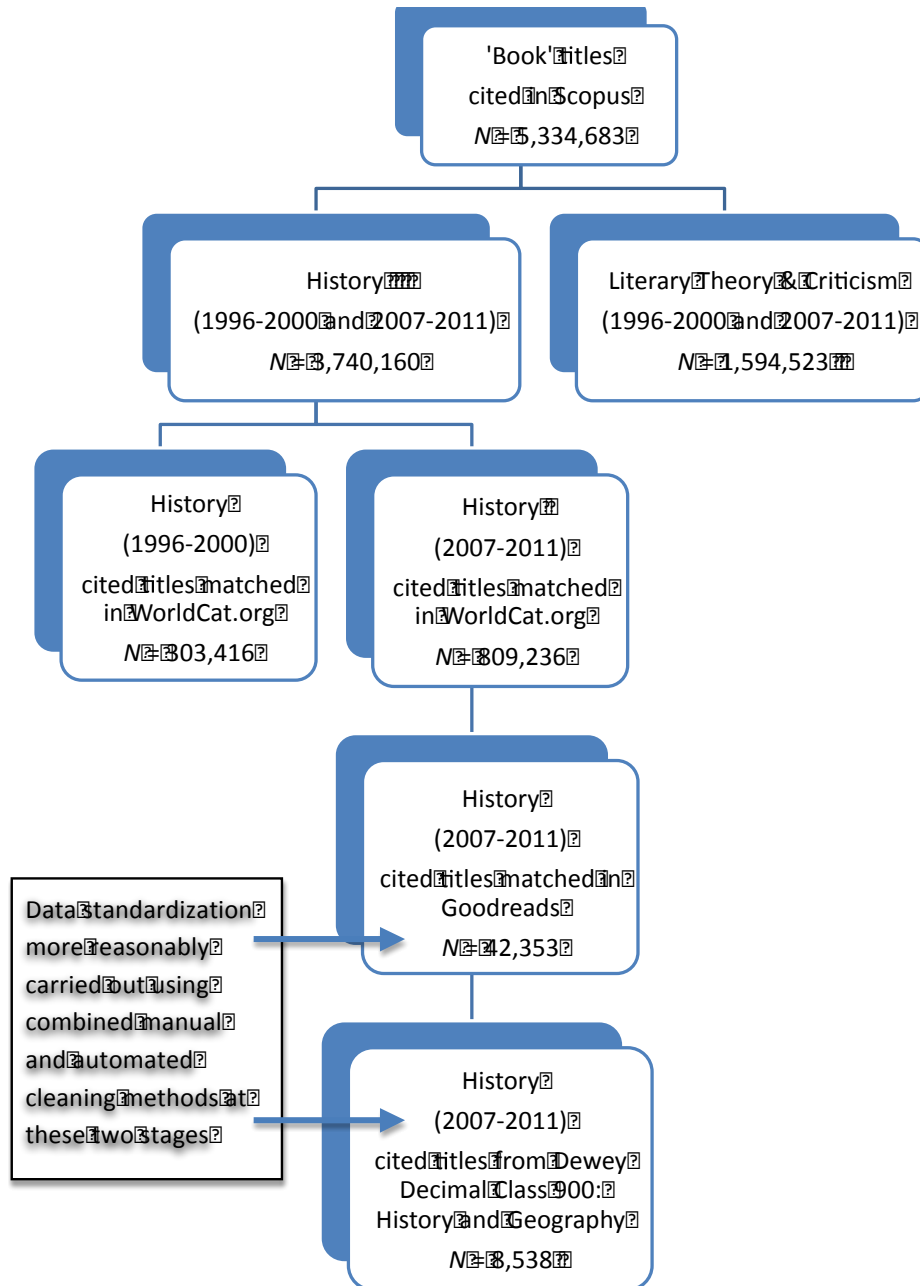 'Book' titles
cited in Scopus
N = 5,334,683
History
(1996-2000 and 2007-2011)
N = 3,740,160
Literary Theory & Criticism
(1996-2000 and 2007-2011)
N = 1,594,523
History
(1996-2000)
cited titles matched
in WorldCat.org
N = 303,416
History
(2007-2011)
cited titles matched
in WorldCat.org
N = 809,236
History
(2007-2011)
cited titles matched in
Goodreads
N = 42,353
Data standardization
more reasonably
carried out using
combined manual
and automated
cleaning methods at
these two stages
History
(2007-2011)
cited titles from Dewey
Decimal Class 900:
History and Geography
N = 8,538